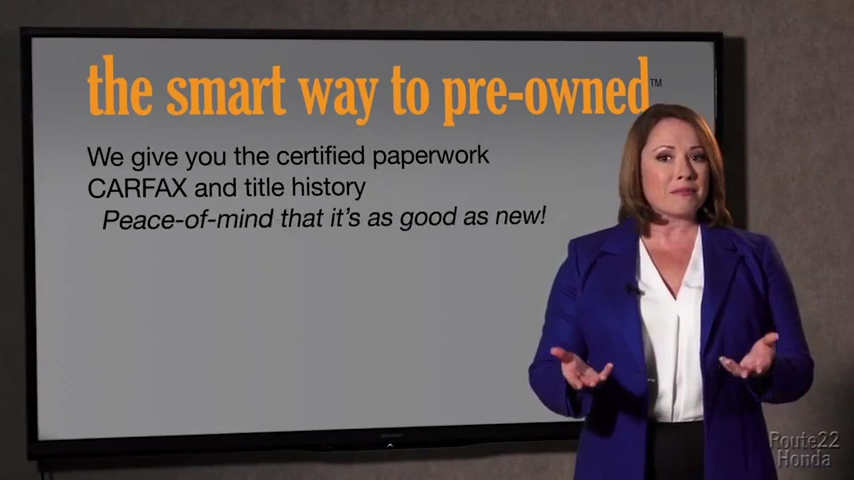 the smart way to pre-owned™
We give you the certified paperwork
CARFAX and title history
Peace-of-mind that it's as good as new!
Route22
Honda